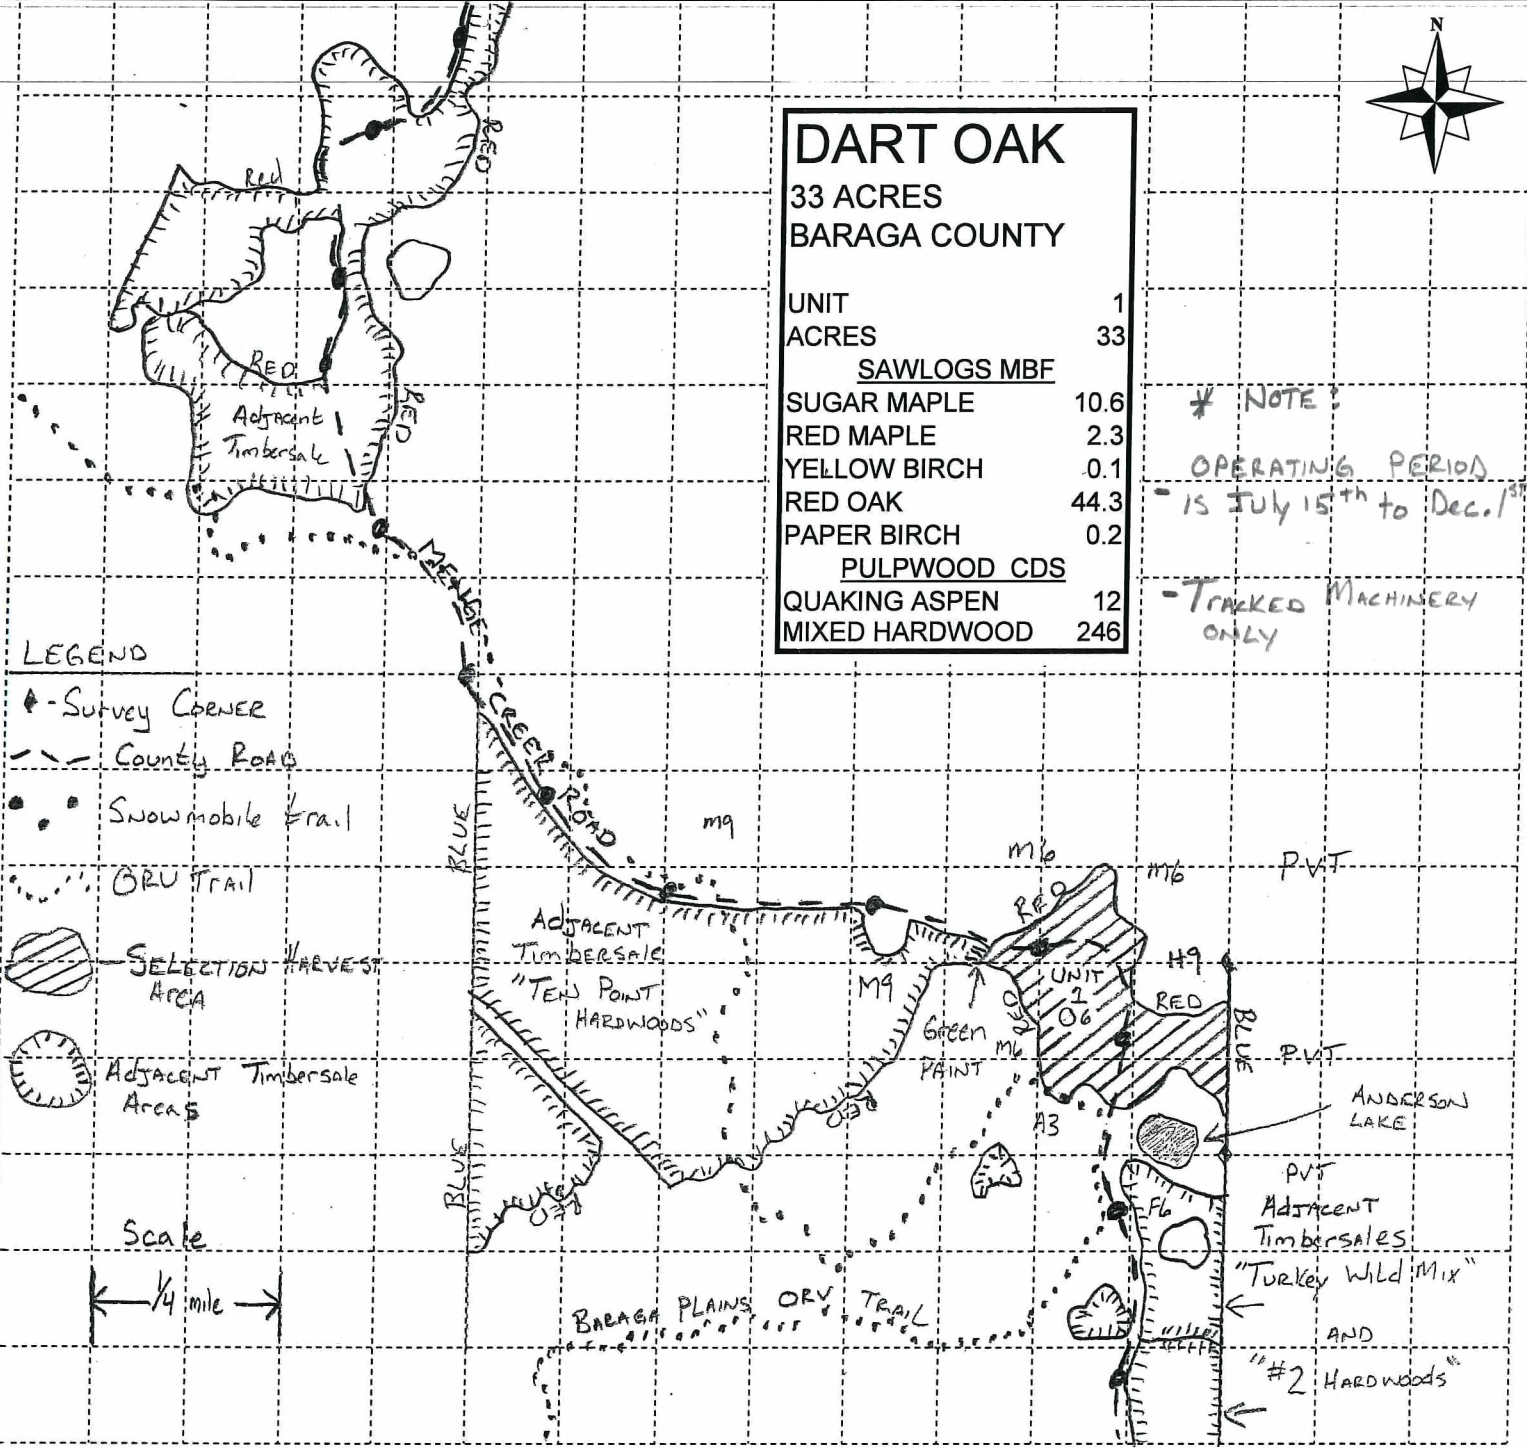 N
DART OAK
33 ACRES
BARAGA COUNTY
UNIT 1
ACRES 33
SAWLOGS MBF
SUGAR MAPLE 10.6
RED MAPLE 2.3
YELLOW BIRCH 0.1
RED OAK 44.3
PAPER BIRCH 0.2
PULPWOOD CDS
QUAKING ASPEN 12
MIXED HARDWOOD 246
* NOTE:
OPERATING PERIOD
- IS July 15th to Dec. 1st
- TRACKED MACHINERY
ONLY
RED
Red
RED
RED
Adjacent
Timbersale
MENGE
CREEK
ROAD
LEGEND
- Survey CORNER
County ROAD
SNOWmobile trail
ORV Trail
- SELECTION HARVEST
Area
ADJACENT Timbersale
Areas
Scale
1/4 mile
BLUE
BLUE
M9
ADJACENT
TimBERSAle
"TEN POINT
HARDWOODS"
M9
RED
RED
M6
RED
M6
PVT
UNIT
1
O6
H9
RED
RED
Green
PAINT
M6
BLUE
PVT
A3
ANDERSON
LAKE
PVT
ADJACENT
Timbersales
"Turkey Wild Mix"
AND
"#2 HARDWOODS"
F6
BARAGA PLAINS ORV TRAIL